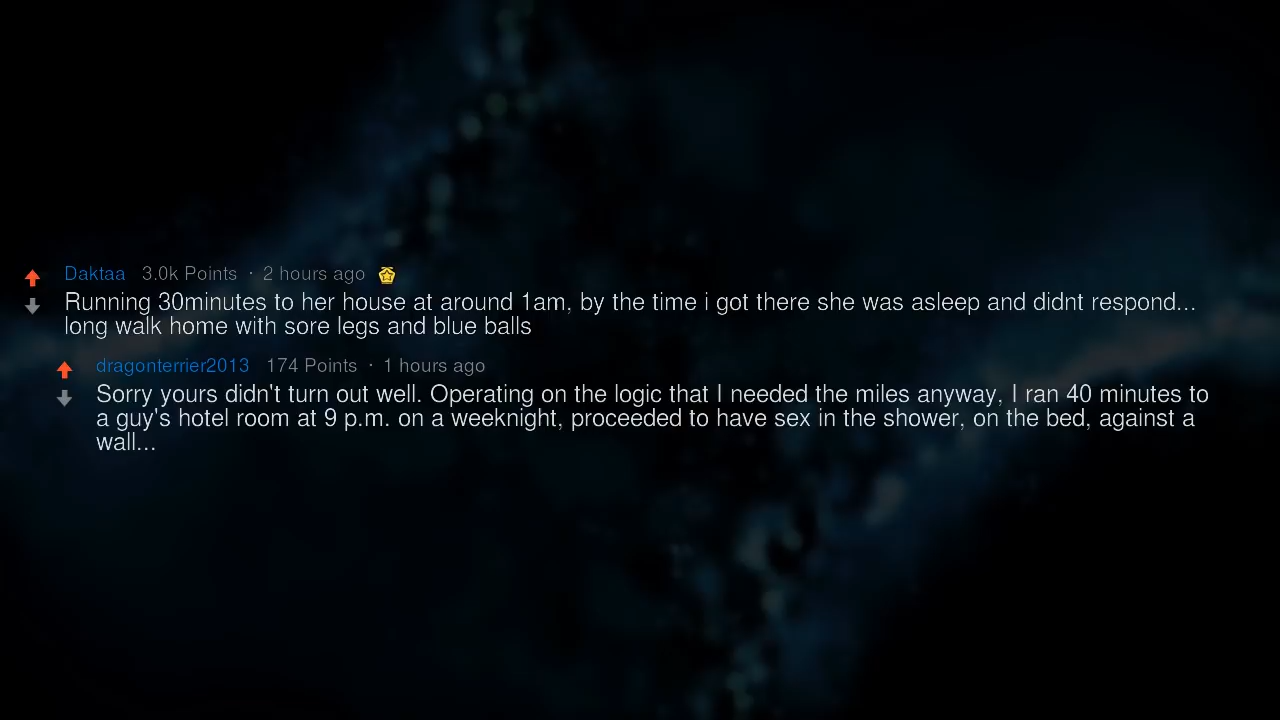 Daktaa 3.0k Points · 2 hours ago
Running 30minutes to her house at around 1am, by the time i got there she was asleep and didnt respond...
long walk home with sore legs and blue balls
dragonterrier2013 174 Points · 1 hours ago
Sorry yours didn't turn out well. Operating on the logic that I needed the miles anyway, I ran 40 minutes to
a guy's hotel room at 9 p.m. on a weeknight, proceeded to have sex in the shower, on the bed, against a
wall...